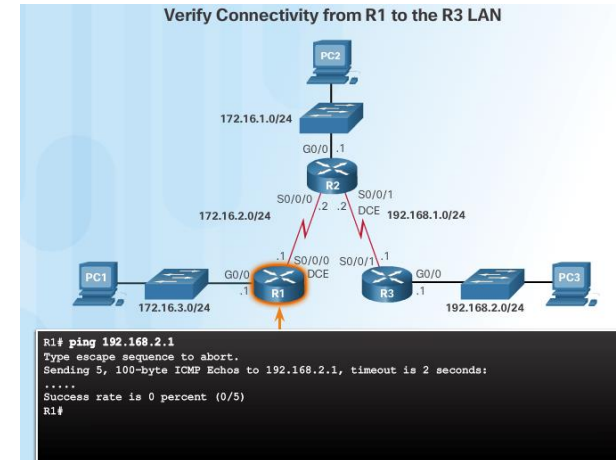 Verify Connectivity from R1 to the R3 LAN
PC2
172.16.1.0/24
G0/0 .1
R2
S0/0/0 S0/0/1
.2 .2 DCE
172.16.2.0/24 192.168.1.0/24
.1 S0/0/0 S0/0/1 .1
DCE
PC1 G0/0 R1 R3 G0/0 PC3
.1 .1
172.16.3.0/24 192.168.2.0/24
R1# ping 192.168.2.1
Type escape sequence to abort.
Sending 5, 100-byte ICMP Echos to 192.168.2.1, timeout is 2 seconds:
.....
Success rate is 0 percent (0/5)
R1#